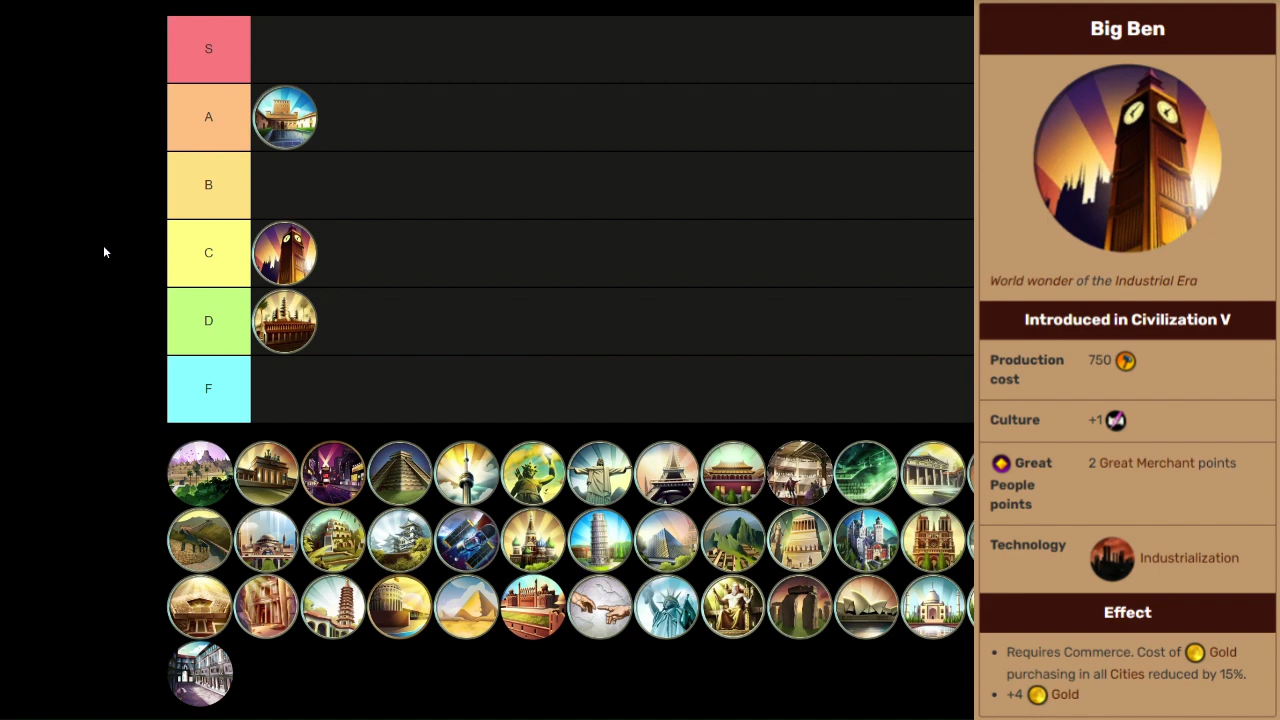 S
A
B
C
D
F
Big Ben
World wonder of the Industrial Era
Introduced in Civilization V
Production cost
750
Culture
+1
Great People points
2 Great Merchant points
Technology
Industrialization
Effect
• Requires Commerce. Cost of Gold
purchasing in all Cities reduced by 15%.
• +4 Gold